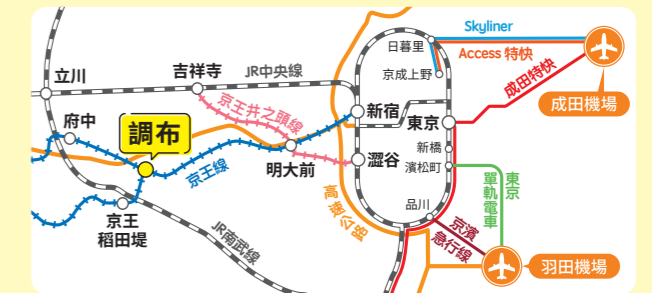 Skyliner
日暮里
Access 特快
京成上野
成田特快
成田機場
立川
吉祥寺
JR中央線
京王井之頭線
新宿
東京
府中
調布
新橋
京王線
明大前
澀谷
濱松町
東京
單軌電車
高速公路
品川
京濱
急行線
京王
稲田堤
JR南武線
羽田機場